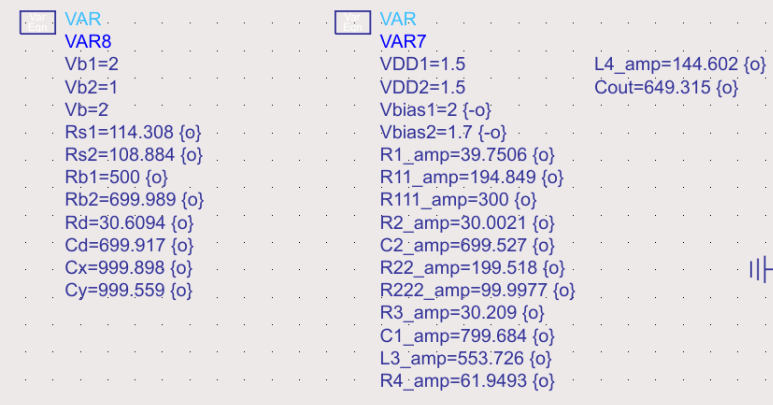 Var
Eqn
VAR
VAR8
Vb1=2
Vb2=1
Vb=2
Rs1=114.308 {o}
Rs2=108.884 {o}
Rb1=500 {o}
Rb2=699.989 {o}
Rd=30.6094 {o}
Cd=699.917 {o}
Cx=999.898 {o}
Cy=999.559 {o}
Var
Eqn
VAR
VAR7
VDD1=1.5
VDD2=1.5
Vbias1=2 {-o}
Vbias2=1.7 {-o}
R1_amp=39.7506 {o}
R11_amp=194.849 {o}
R111_amp=300 {o}
R2_amp=30.0021 {o}
C2_amp=699.527 {o}
R22_amp=199.518 {o}
R222_amp=99.9977 {o}
R3_amp=30.209 {o}
C1_amp=799.684 {o}
L3_amp=553.726 {o}
R4_amp=61.9493 {o}
L4_amp=144.602 {o}
Cout=649.315 {o}